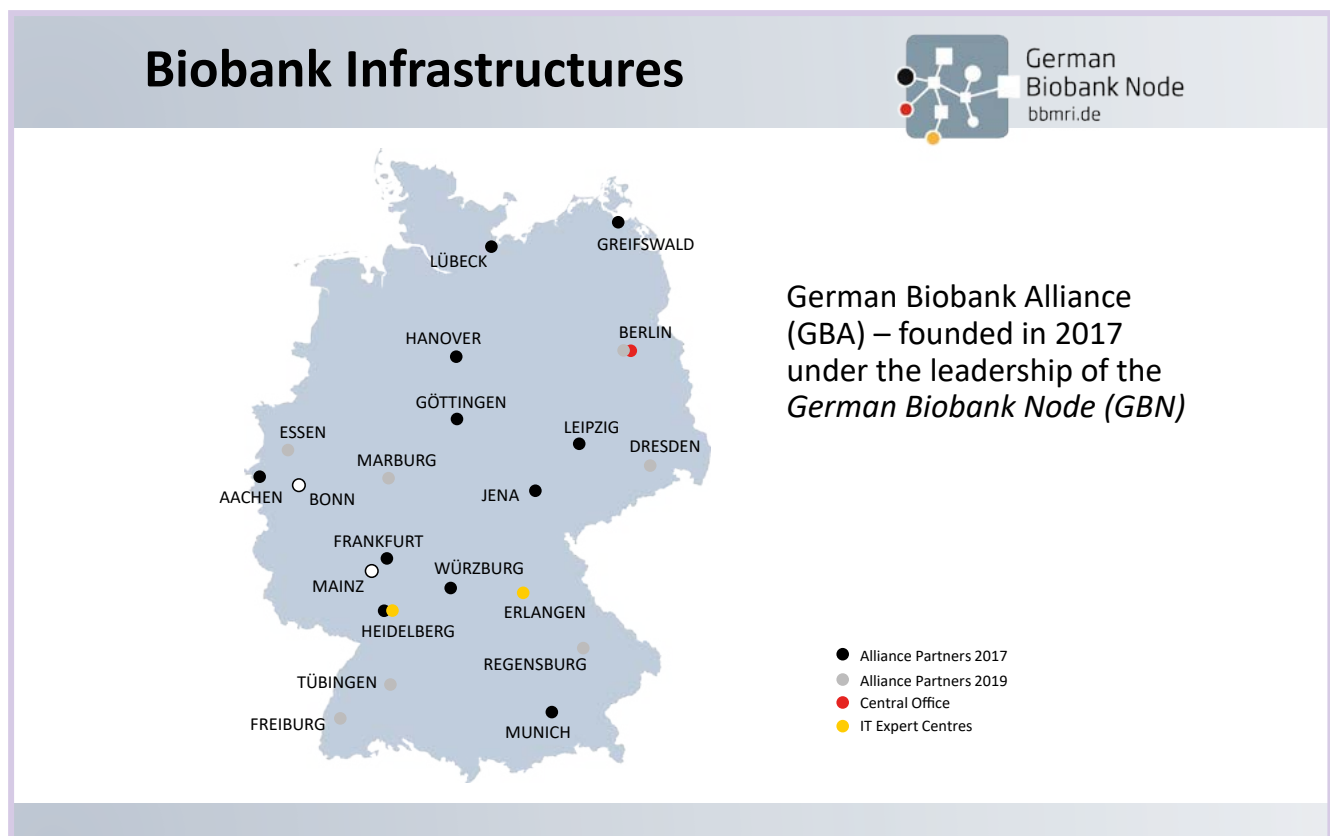 Biobank Infrastructures
German
Biobank Node
bbmri.de
GREIFSWALD
LÜBECK
BERLIN
HANOVER
GÖTTINGEN
LEIPZIG
ESSEN
DRESDEN
MARBURG
AACHEN
BONN
JENA
FRANKFURT
WÜRZBURG
MAINZ
ERLANGEN
HEIDELBERG
REGENSBURG
TÜBINGEN
FREIBURG
MUNICH
German Biobank Alliance
(GBA) – founded in 2017
under the leadership of the
German Biobank Node (GBN)
Alliance Partners 2017
Alliance Partners 2019
Central Office
IT Expert Centres